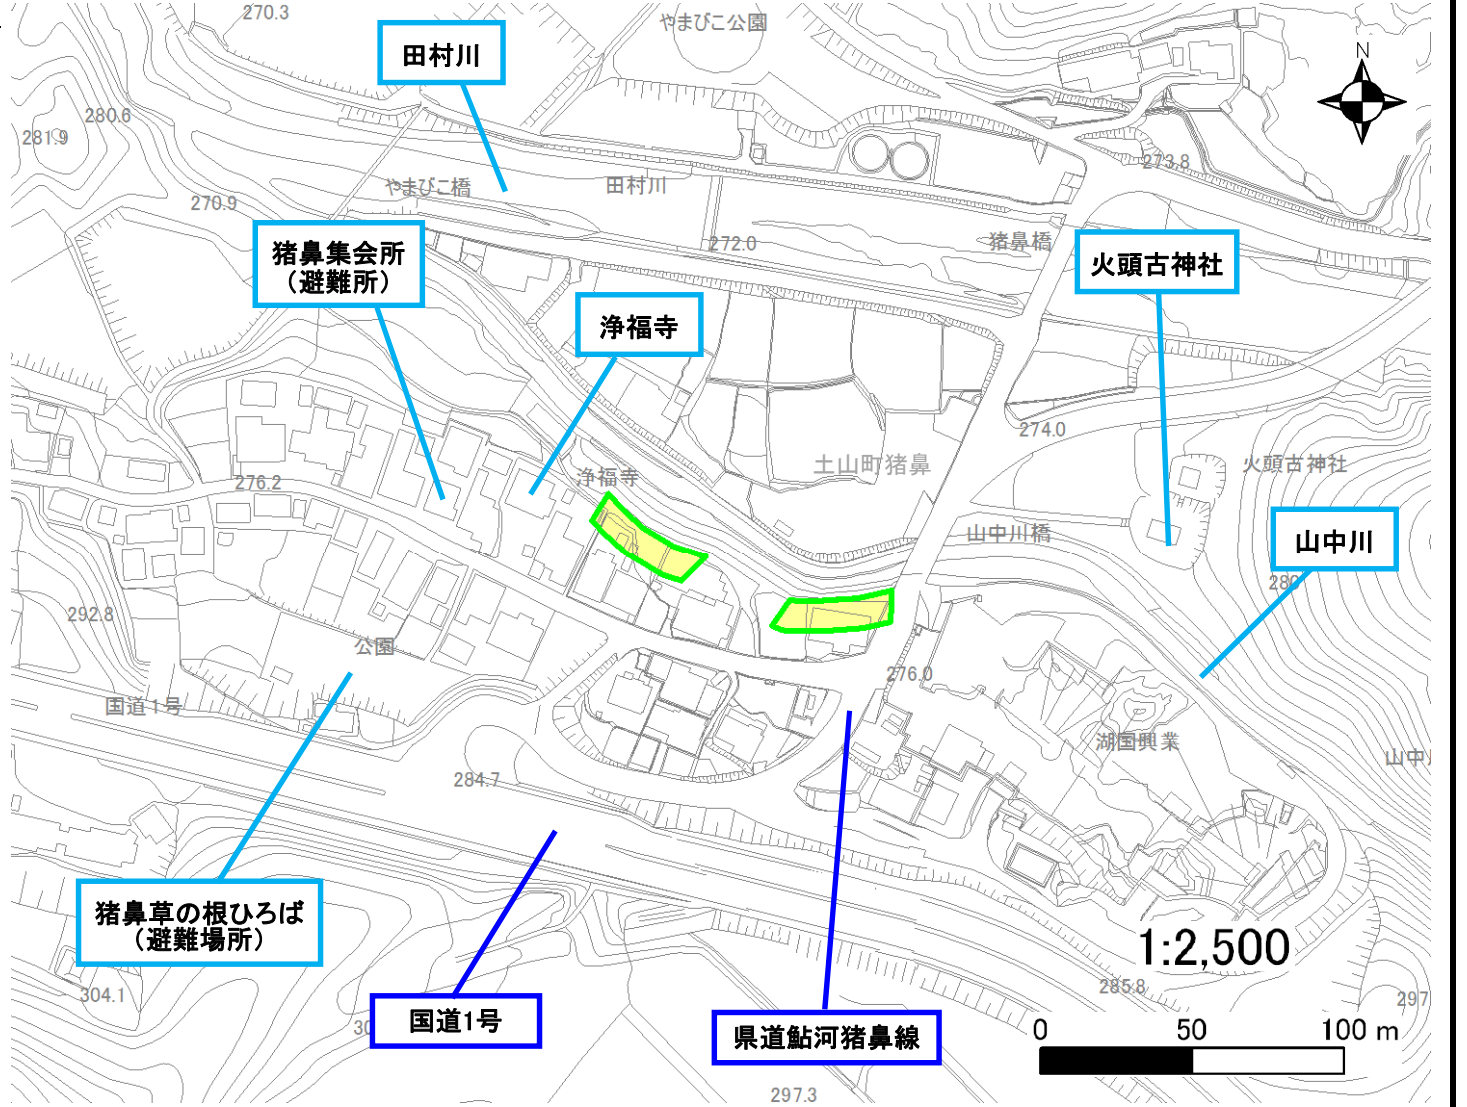 270.3
やまびこ公園
田村川
N
280.6
281.9
273.8
やまびこ橋
田村川
270.9
272.0
猪鼻橋
猪鼻集会所
（避難所）
火頭古神社
浄福寺
274.0
土山町猪鼻
火頭古神社
浄福寺
276.2
山中川橋
山中川
280
292.8
公園
276.0
国道1号
湖国興業
山中川
284.7
猪鼻草の根ひろば
（避難場所）
1:2,500
304.1
285.8
297
国道1号
30
県道鮎河猪鼻線
0 50 100 m
297.3